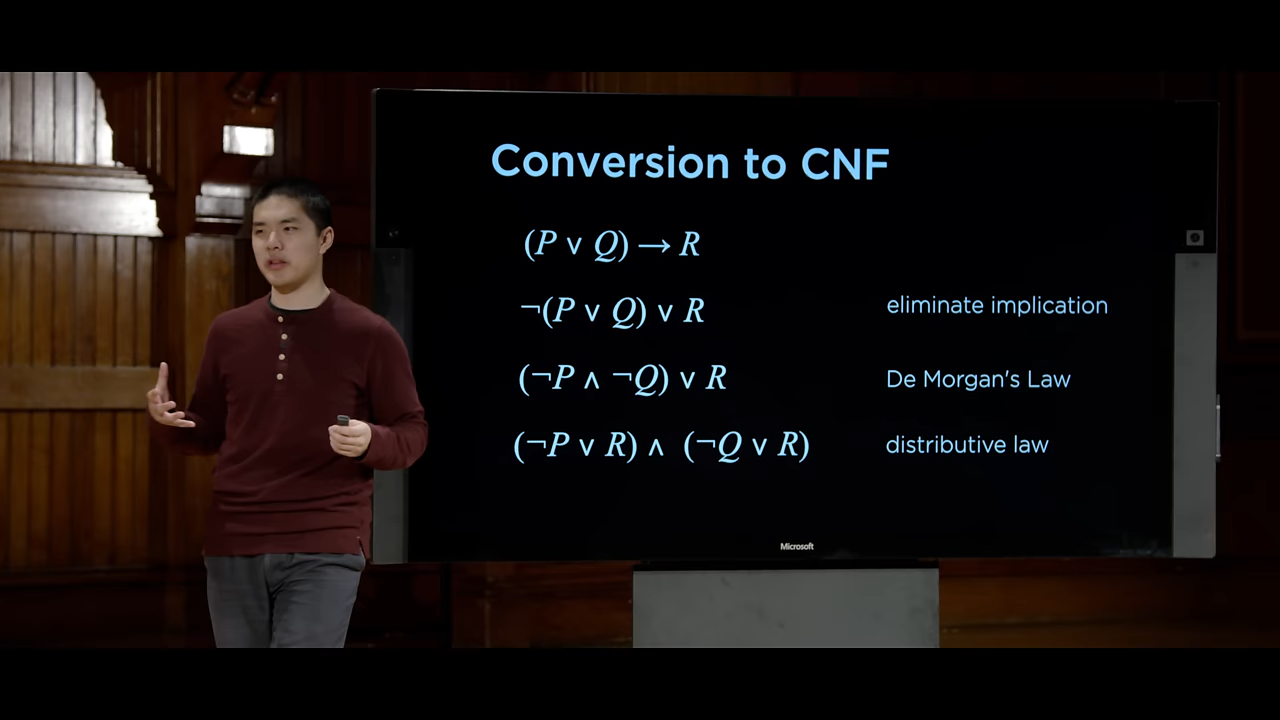 Conversion to CNF
(P ∨ Q) → R
¬(P ∨ Q) ∨ R eliminate implication
(¬P ∧ ¬Q) ∨ R De Morgan's Law
(¬P ∨ R) ∧ (¬Q ∨ R) distributive law
Microsoft